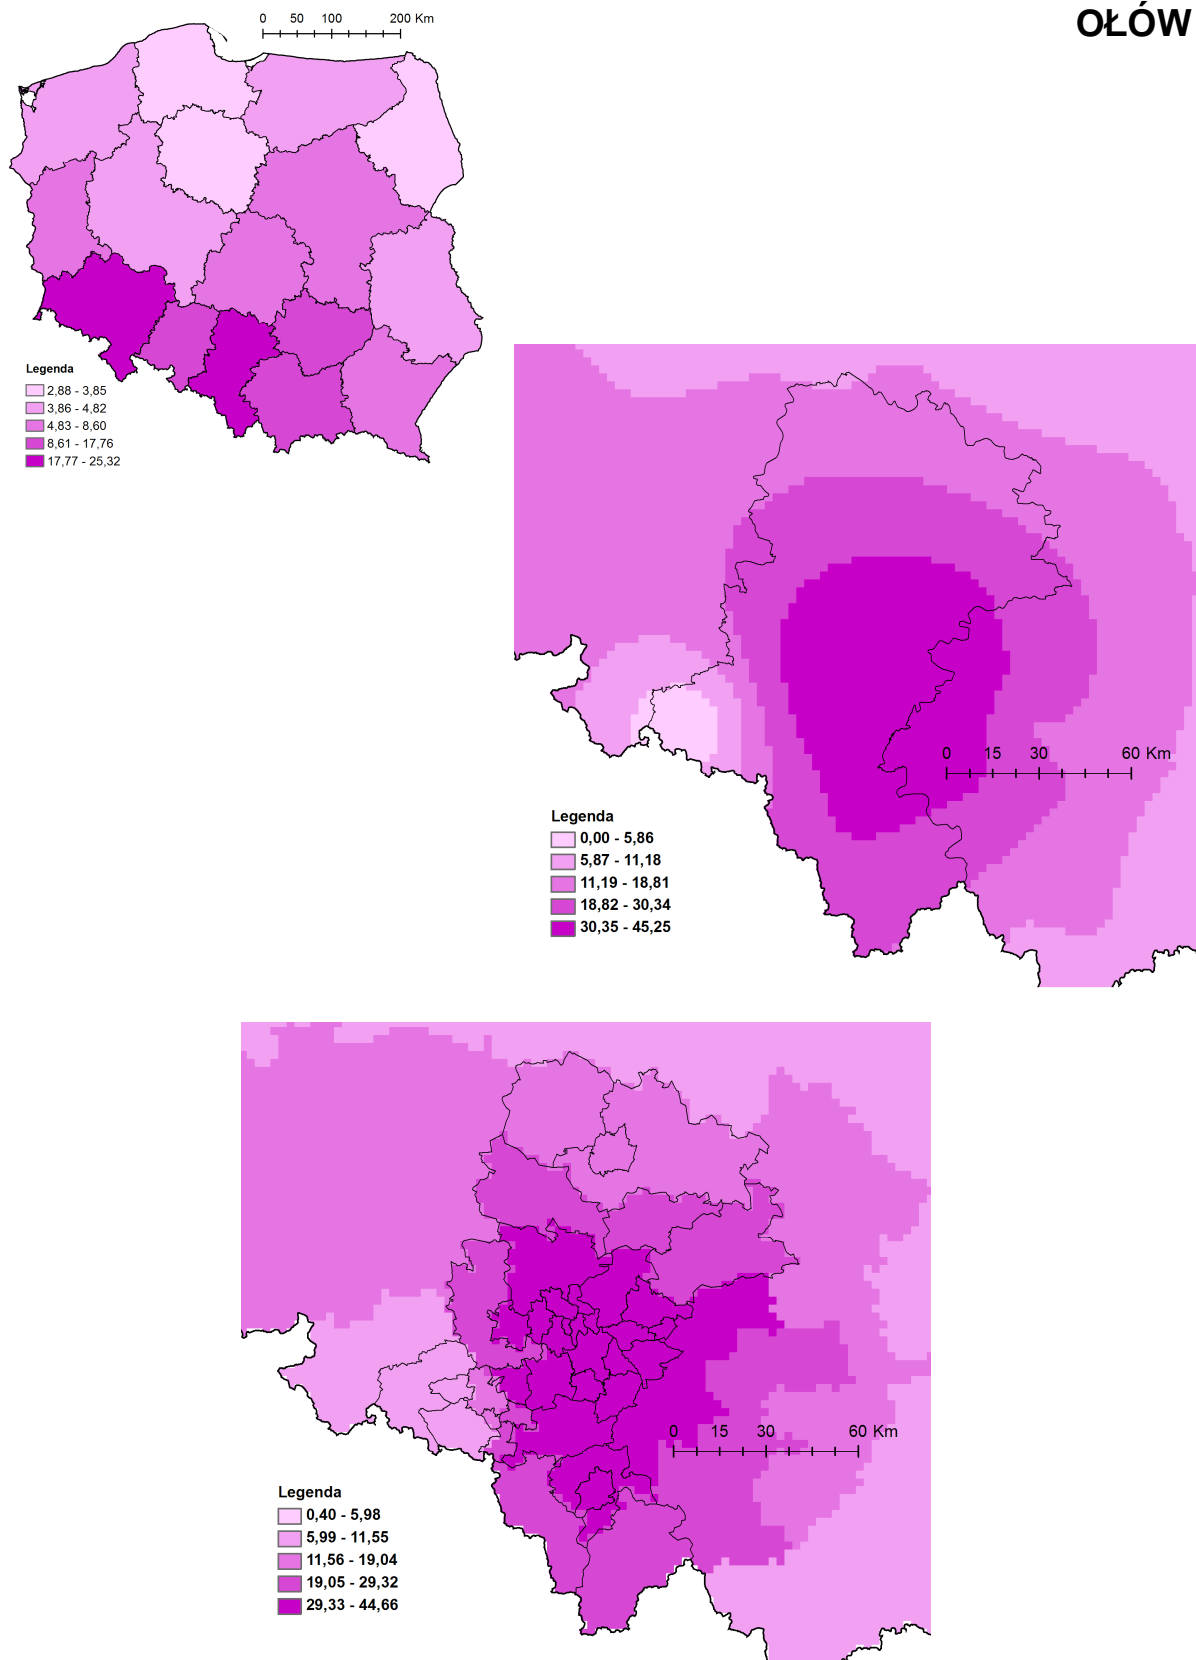 OŁÓW
0 50 100 200 Km
Legenda
2,88 - 3,85
3,86 - 4,82
4,83 - 8,60
8,61 - 17,76
17,77 - 25,32
0 15 30 60 Km
Legenda
0,00 - 5,86
5,87 - 11,18
11,19 - 18,81
18,82 - 30,34
30,35 - 45,25
0 15 30 60 Km
Legenda
0,40 - 5,98
5,99 - 11,55
11,56 - 19,04
19,05 - 29,32
29,33 - 44,66